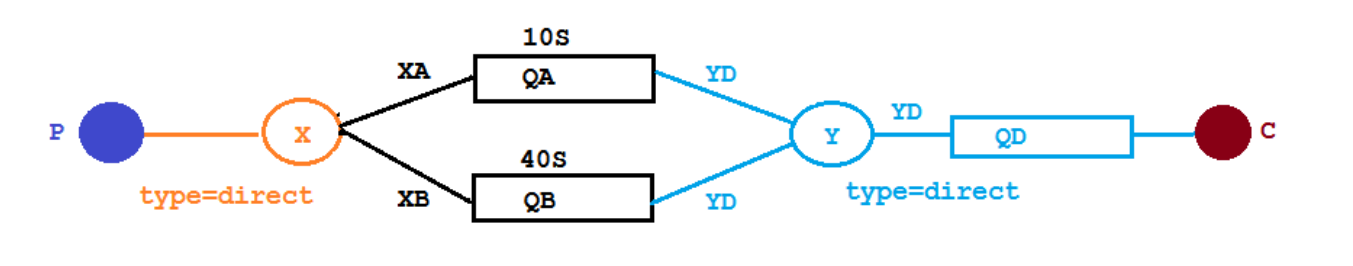 10S
XA
QA
YD
P
X
Y
YD
QD
C
40S
type=direct
XB
QB
YD
type=direct